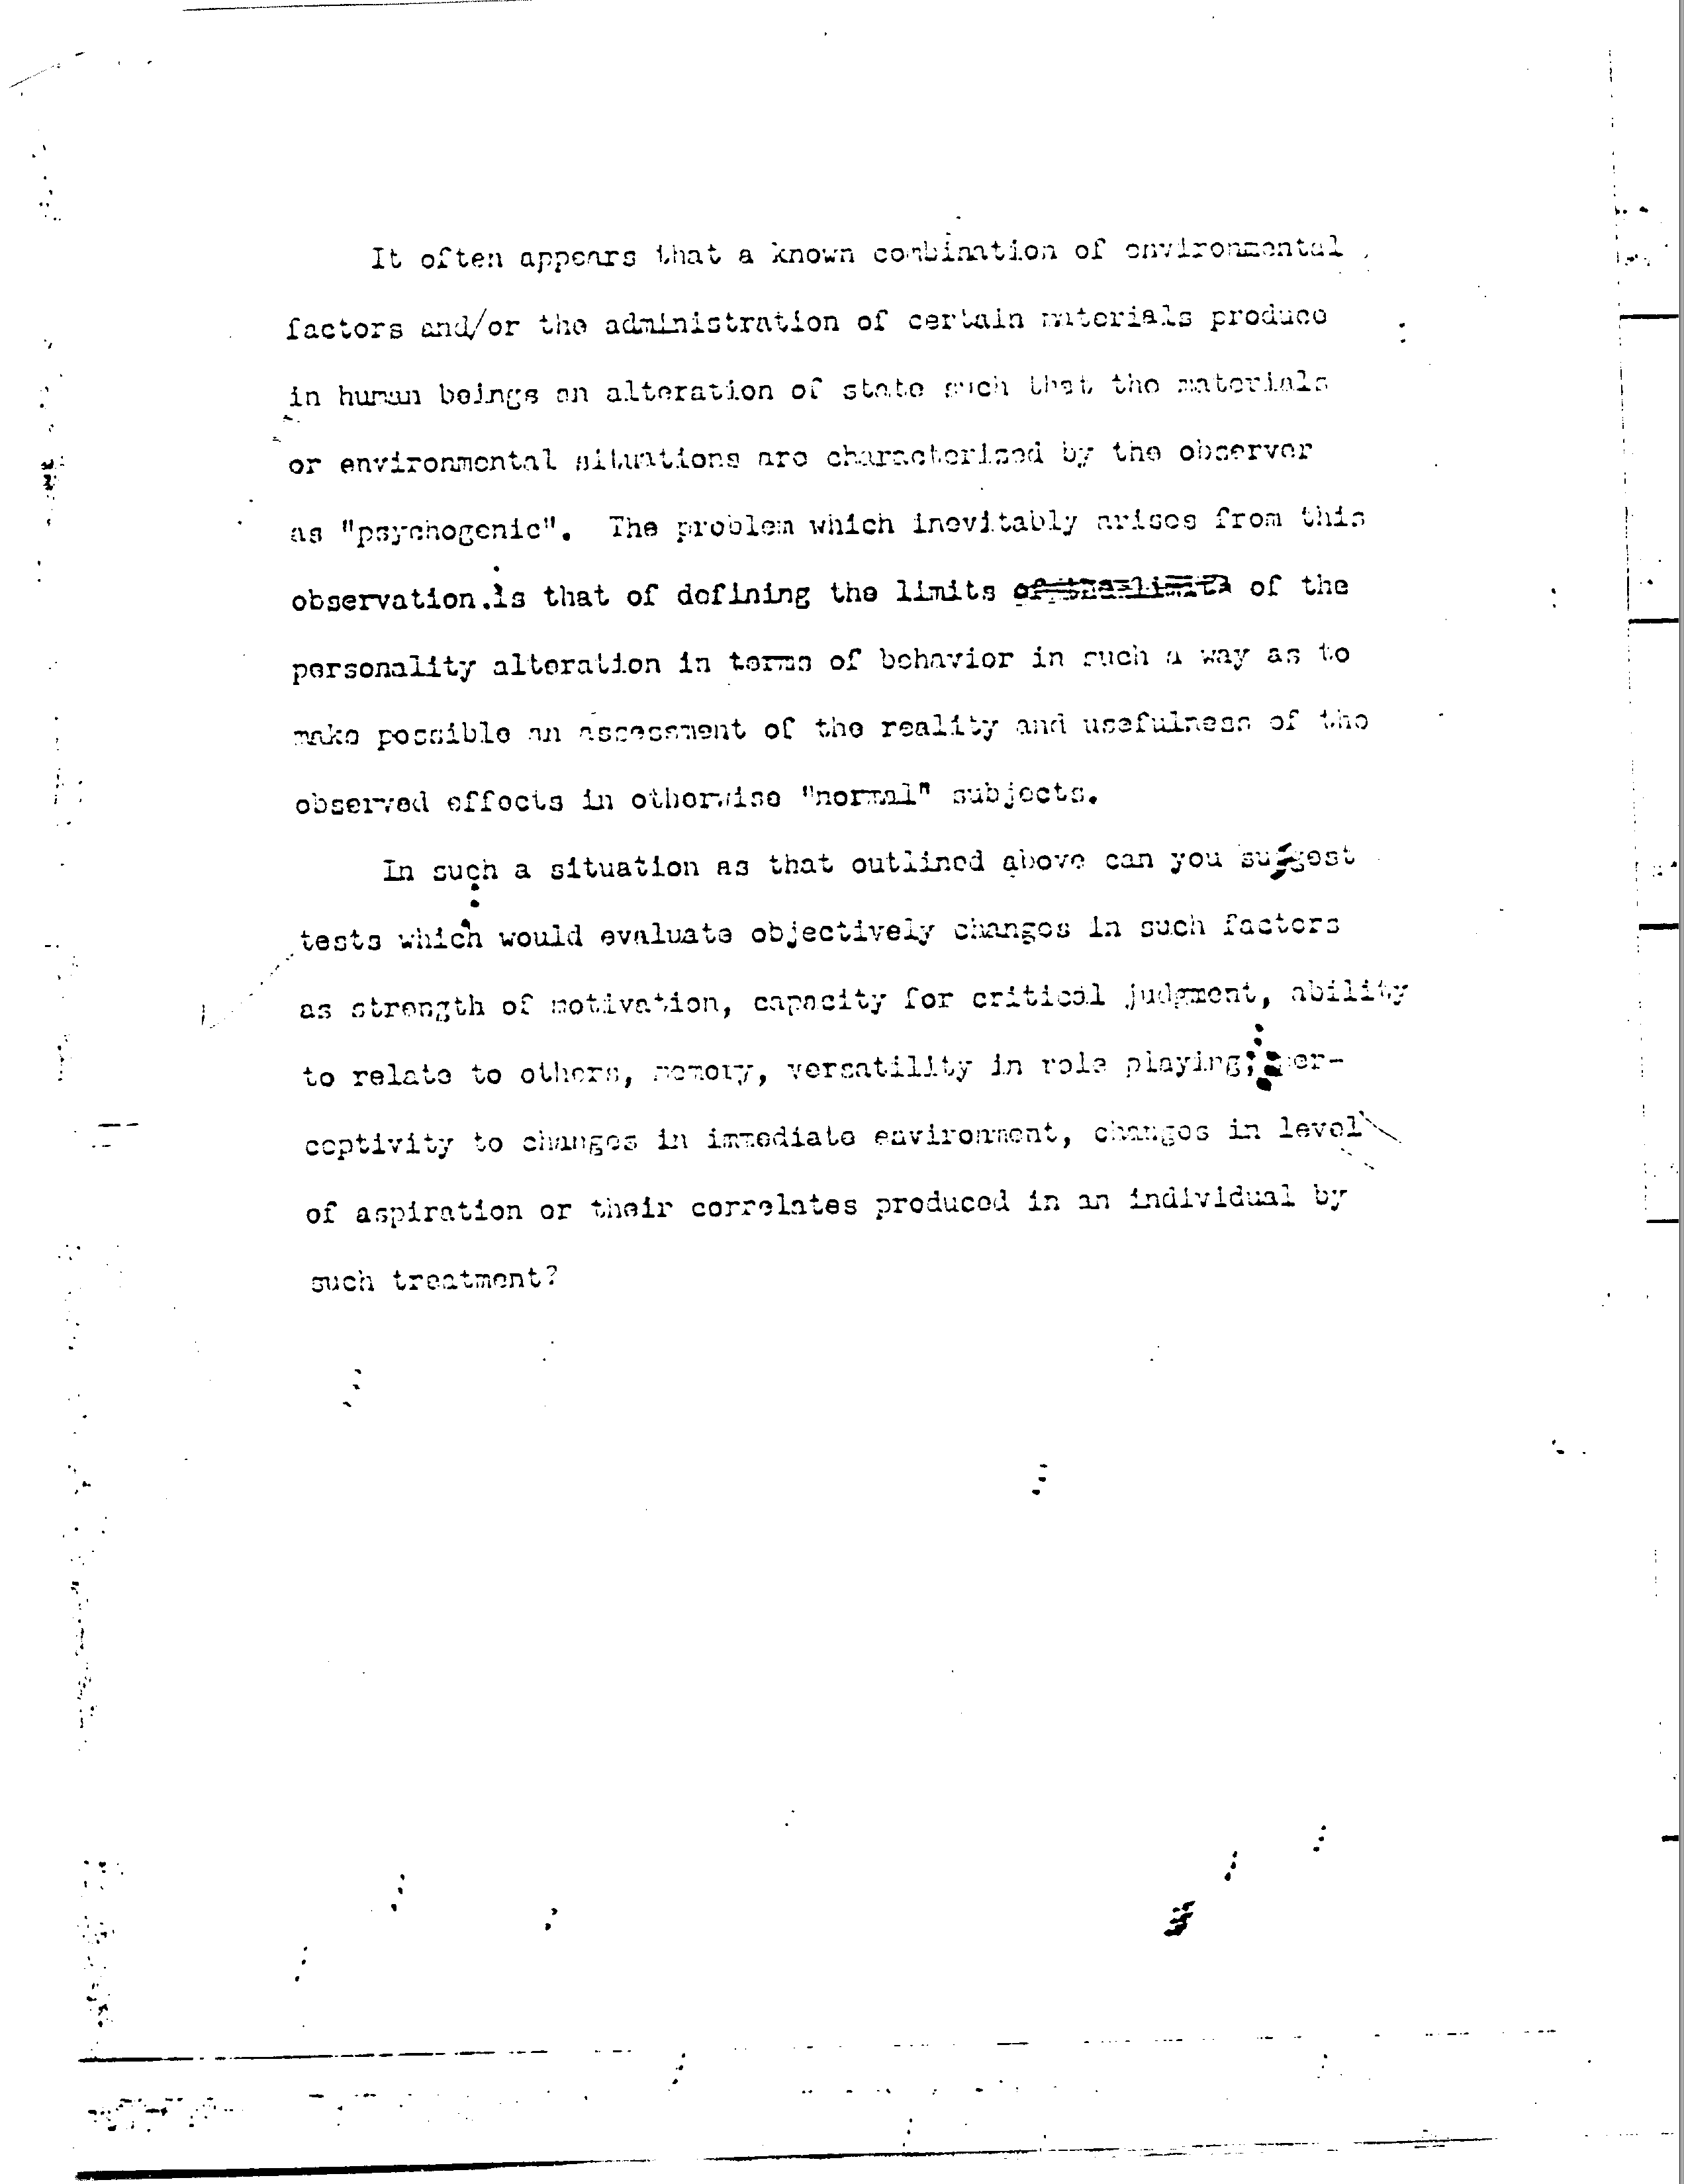 It often appears that a known combination of environmental
factors and/or the administration of certain materials produce
in human beings an alteration of state such that the materials
or environmental situations are characterized by the observer
as "psychogenic". The problem which inevitably arises from this
observation.is that of defining the limits of the limits of the
personality alteration in terms of behavior in such a way as to
make possible an assessment of the reality and usefulness of the
observed effects in otherwise "normal" subjects.
In such a situation as that outlined above can you suggest
tests which would evaluate objectively changes in such factors
as strength of motivation, capacity for critical judgment, ability
to relate to others, memory, versatility in role playing; per-
ceptivity to changes in immediate environment, changes in level
of aspiration or their correlates produced in an individual by
such treatment?